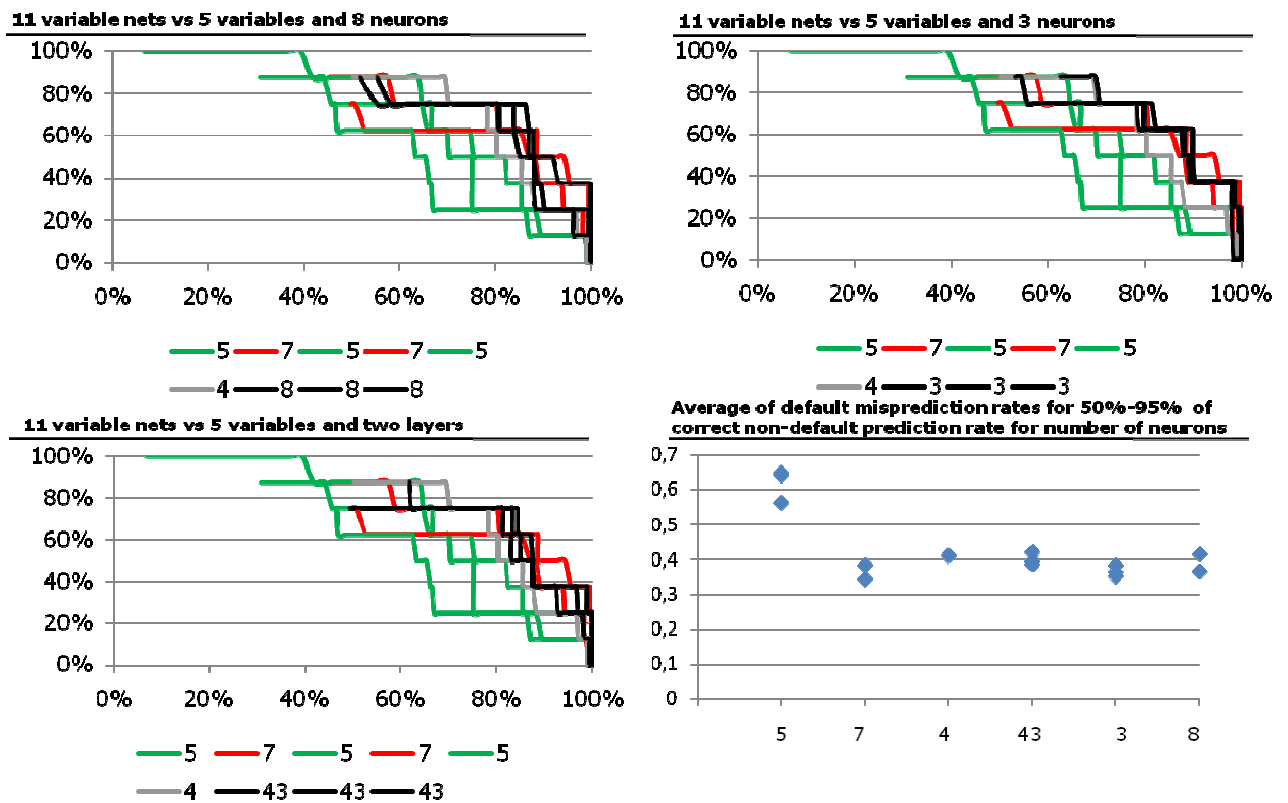 11 variable nets vs 5 variables and 8 neurons
100%
80%
60%
40%
20%
0%
0% 20% 40% 60% 80% 100%
5 7 5 7 5
4 8 8 8
11 variable nets vs 5 variables and 3 neurons
100%
80%
60%
40%
20%
0%
0% 20% 40% 60% 80% 100%
5 7 5 7 5
4 3 3 3
11 variable nets vs 5 variables and two layers
100%
80%
60%
40%
20%
0%
0% 20% 40% 60% 80% 100%
5 7 5 7 5
4 43 43 43
Average of default misprediction rates for 50%-95% of
correct non-default prediction rate for number of neurons
0,7
0,6
0,5
0,4
0,3
0,2
0,1
0
5 7 4 43 3 8